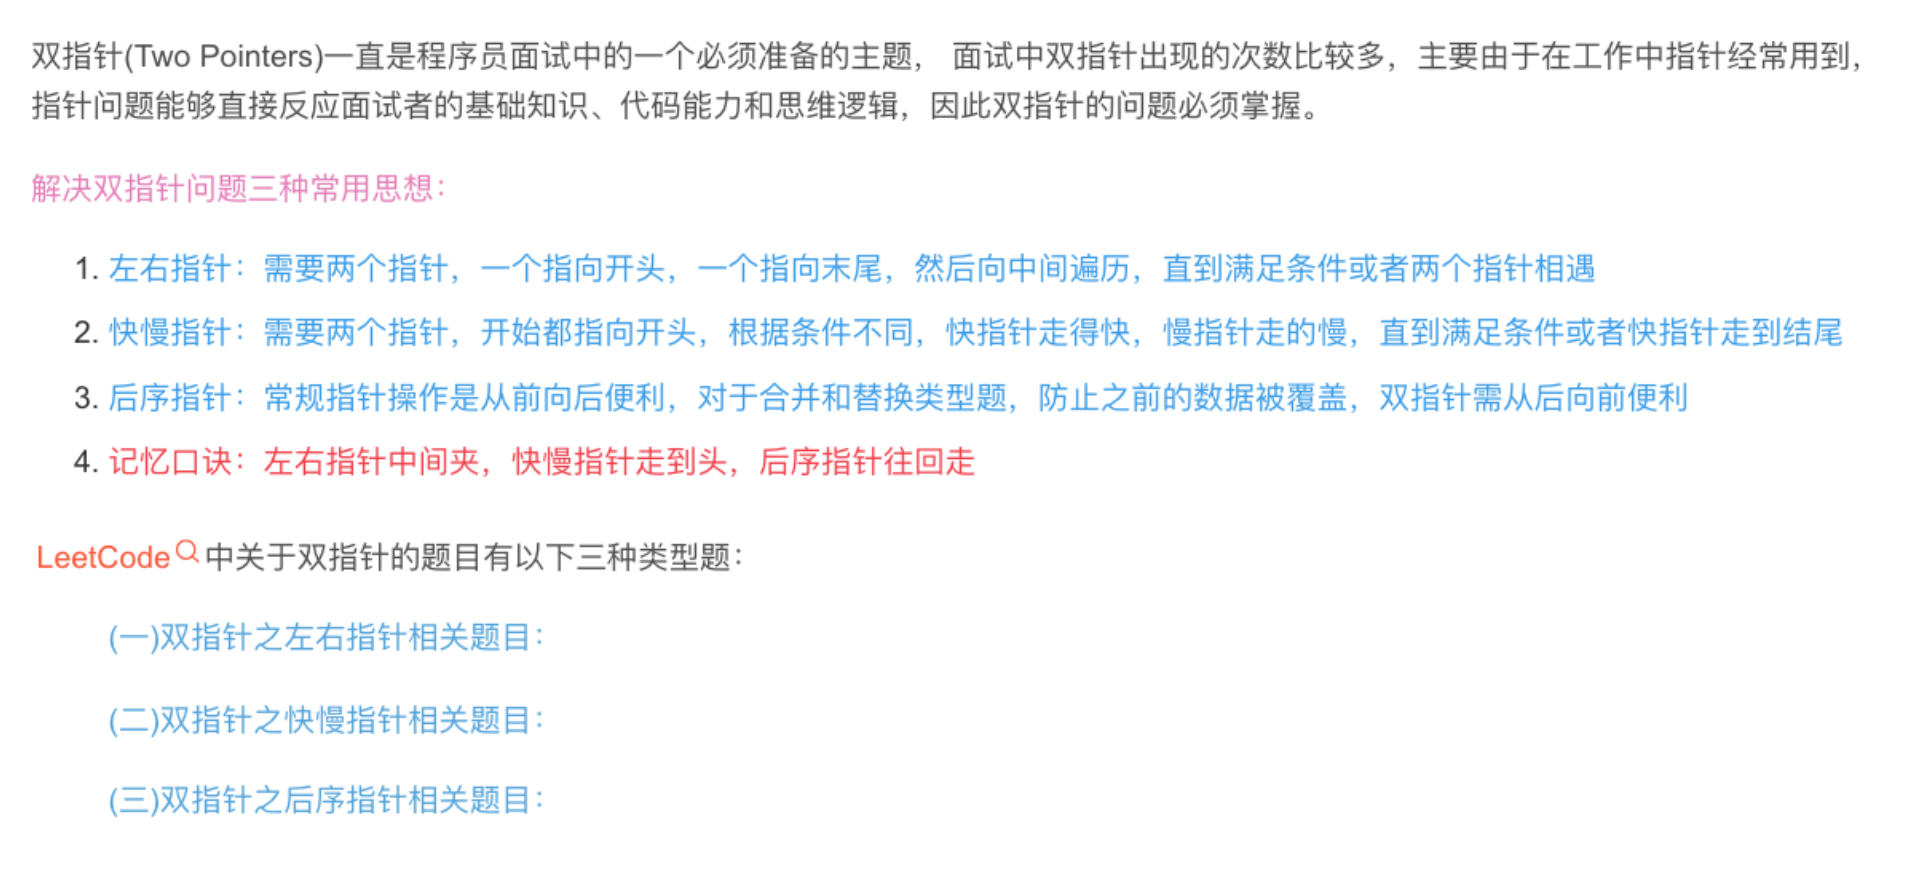 双指针(Two Pointers)一直是程序员面试中的一个必须准备的主题， 面试中双指针出现的次数比较多，主要由于在工作中指针经常用到，
指针问题能够直接反应面试者的基础知识、代码能力和思维逻辑，因此双指针的问题必须掌握。
解决双指针问题三种常用思想：
1. 左右指针：需要两个指针，一个指向开头，一个指向末尾，然后向中间遍历，直到满足条件或者两个指针相遇
2. 快慢指针：需要两个指针，开始都指向开头，根据条件不同，快指针走得快，慢指针走的慢，直到满足条件或者快指针走到结尾
3. 后序指针：常规指针操作是从前向后便利，对于合并和替换类型题，防止之前的数据被覆盖，双指针需从后向前便利
4. 记忆口诀：左右指针中间夹，快慢指针走到头，后序指针往回走
LeetCode中关于双指针的题目有以下三种类型题：
(一)双指针之左右指针相关题目：
(二)双指针之快慢指针相关题目：
(三)双指针之后序指针相关题目：